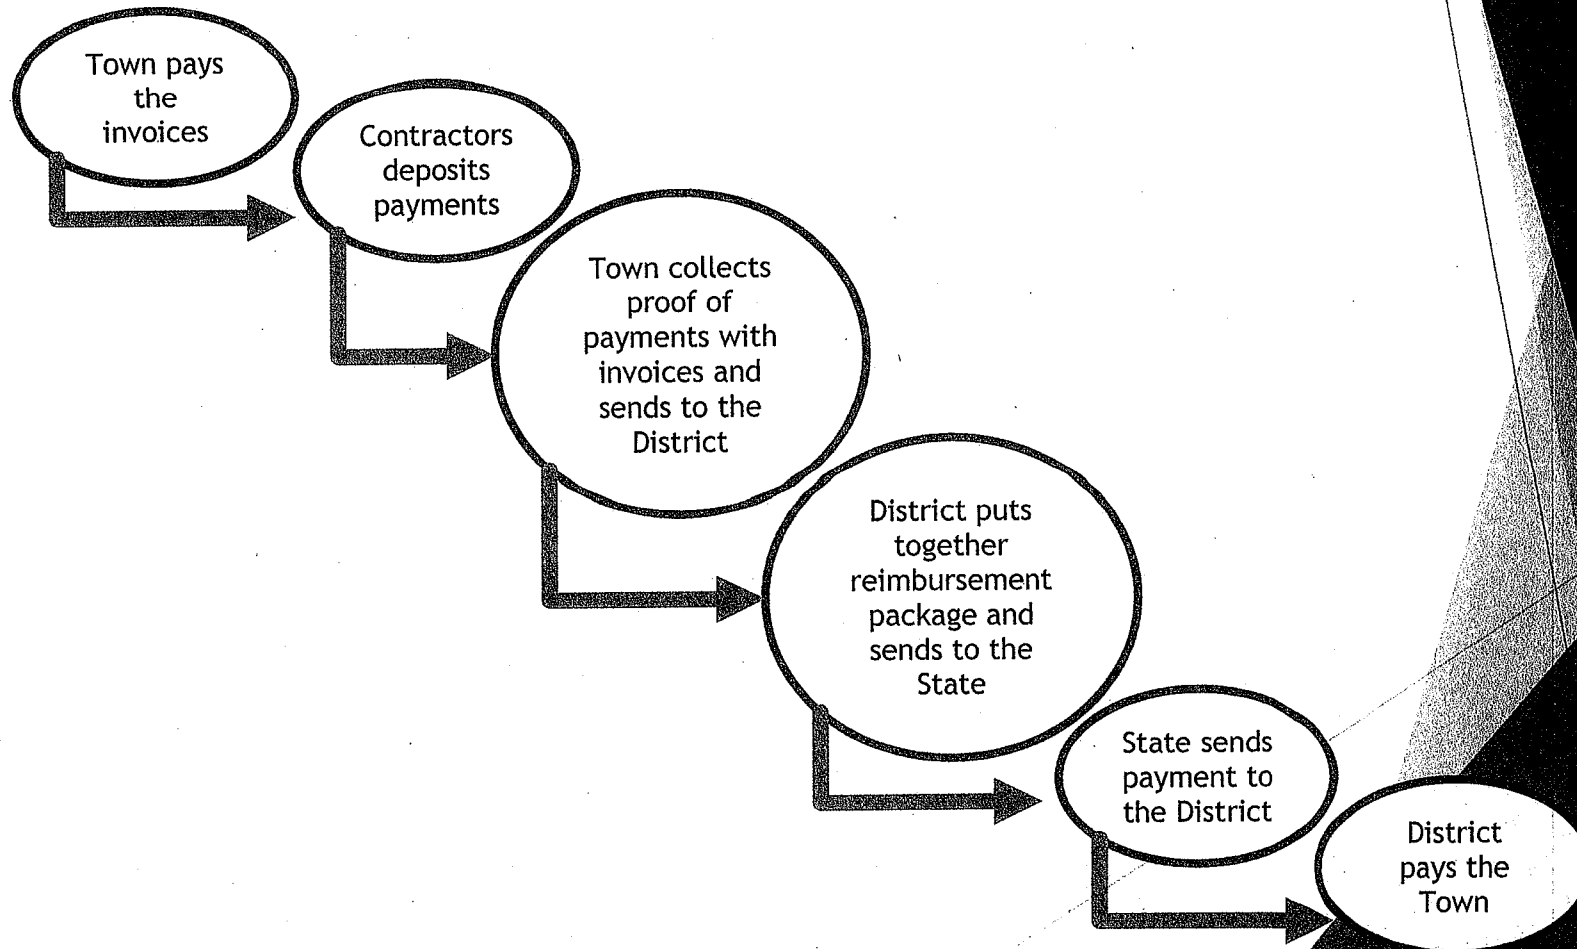 Town pays
the
invoices
Contractors
deposits
payments
Town collects
proof of
payments with
invoices and
sends to the
District
District puts
together
reimbursement
package and
sends to the
State
State sends
payment to
the District
District
pays the
Town